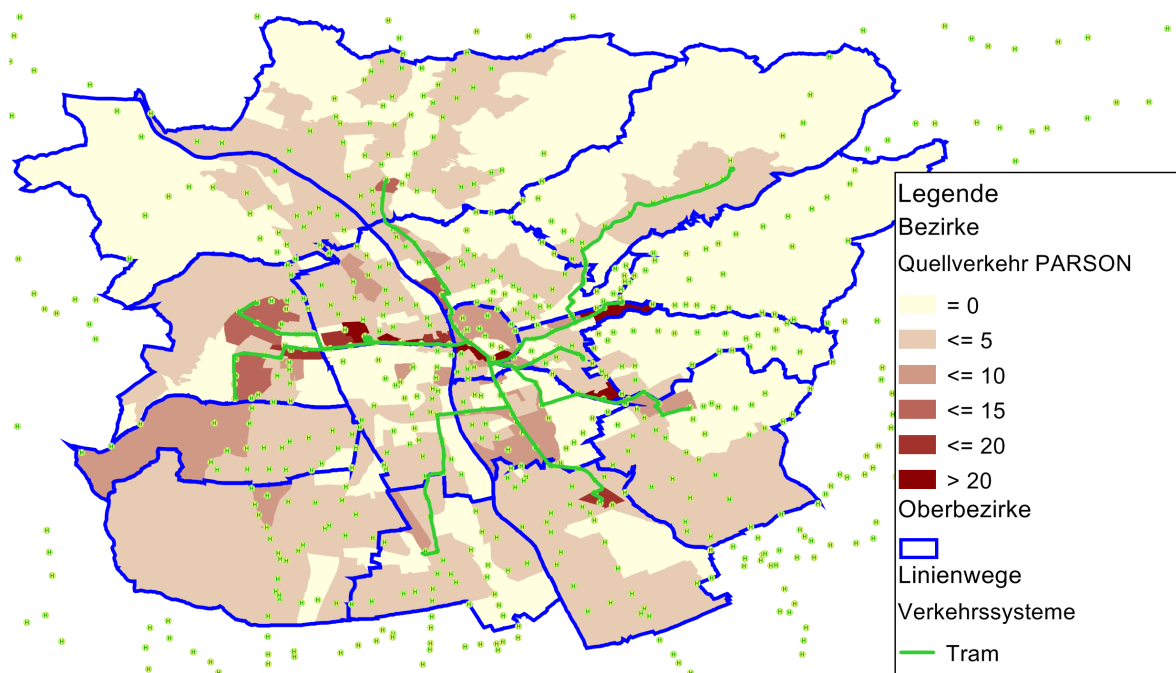 Legende
Bezirke
Quellverkehr PARSON
= 0
<= 5
<= 10
<= 15
<= 20
> 20
Oberbezirke
Linienwege
Verkehrssysteme
Tram